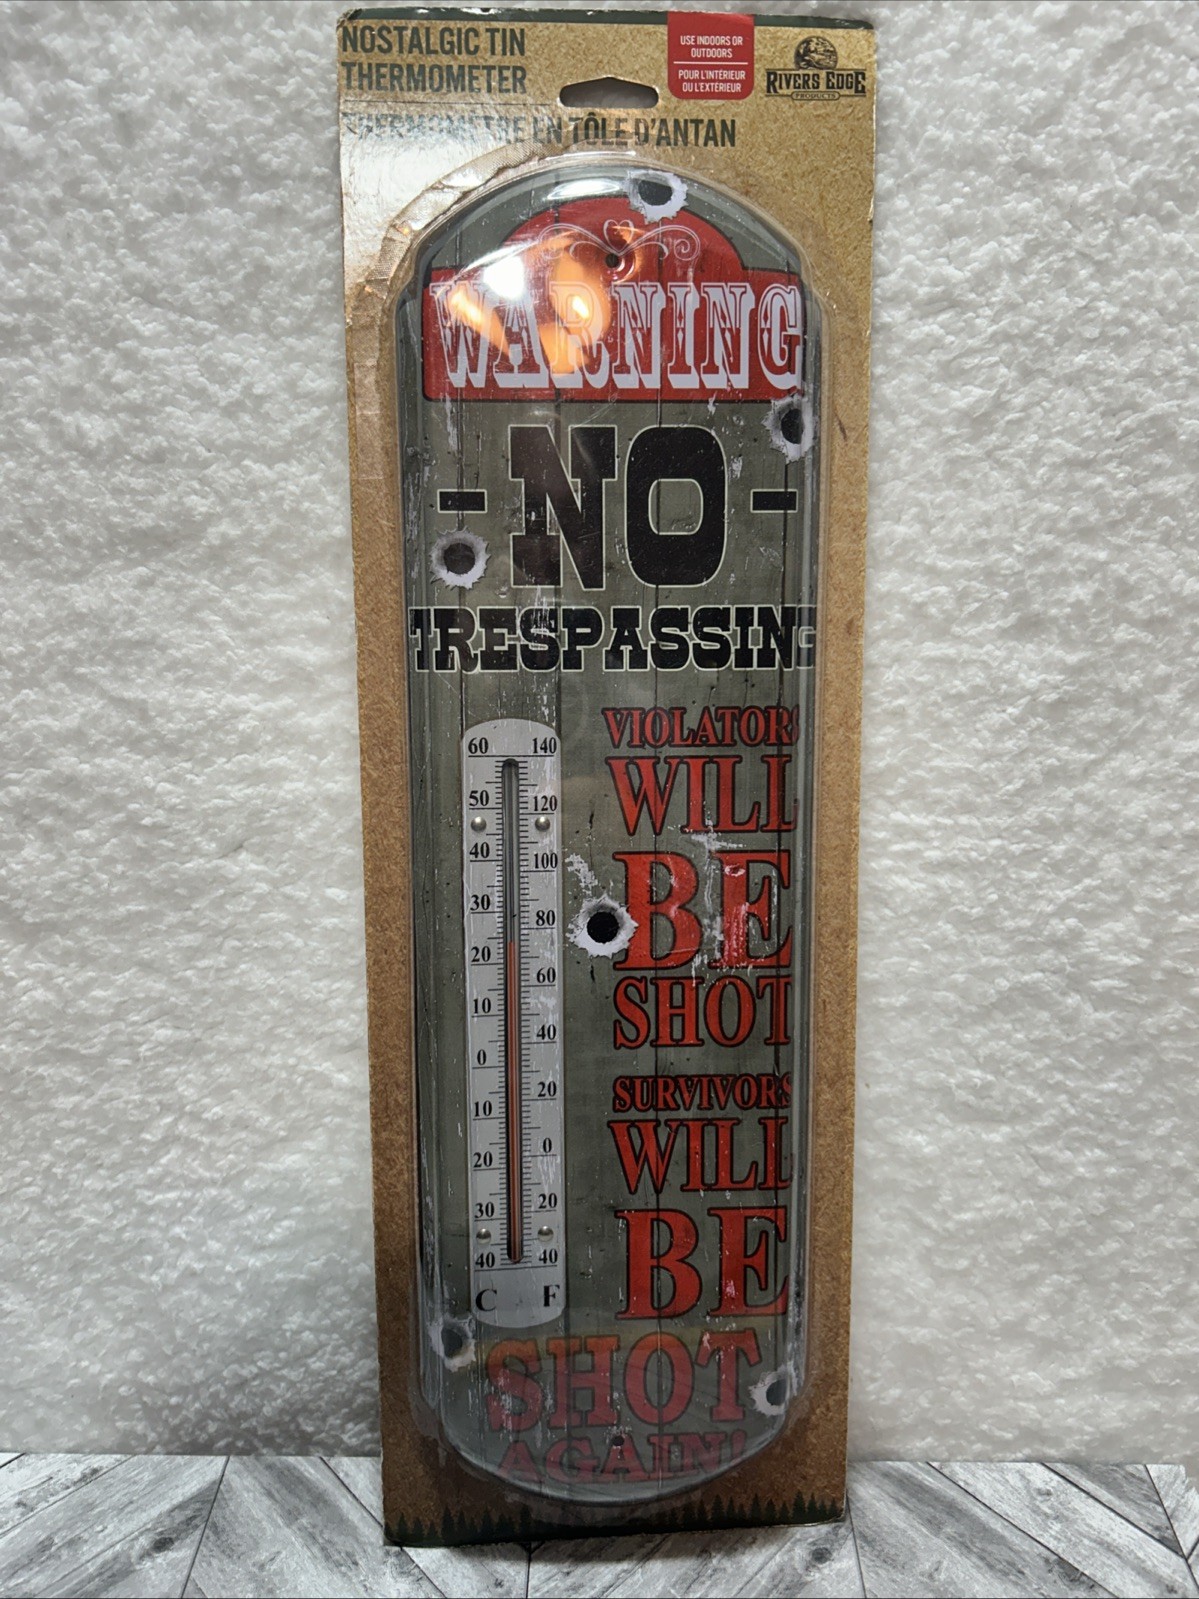 NOSTALGIC TIN
THERMOMETER
THERMOMÈTRE EN TÔLE D'ANTAN
USE INDOORS OR
OUTDOORS
POUR L'INTÉRIEUR
OU L'EXTÉRIEUR
RIVERS EDGE
PRODUCTS
WARNING
- NO -
TRESPASSING
VIOLATORS
WILL
BE
SHOT
SURVIVORS
WILL
BE
SHOT
AGAIN!
60 140
50 120
40 100
30 80
20 60
10 40
0 20
10 0
20
30 20
40 40
C F